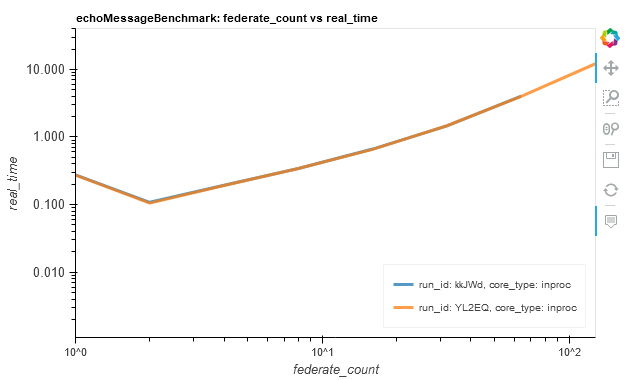 echoMessageBenchmark: federate_count vs real_time
10.000
1.000
0.100
0.010
real_time
run_id: kkJWd, core_type: inproc
run_id: YL2EQ, core_type: inproc
10^0
10^1
10^2
federate_count